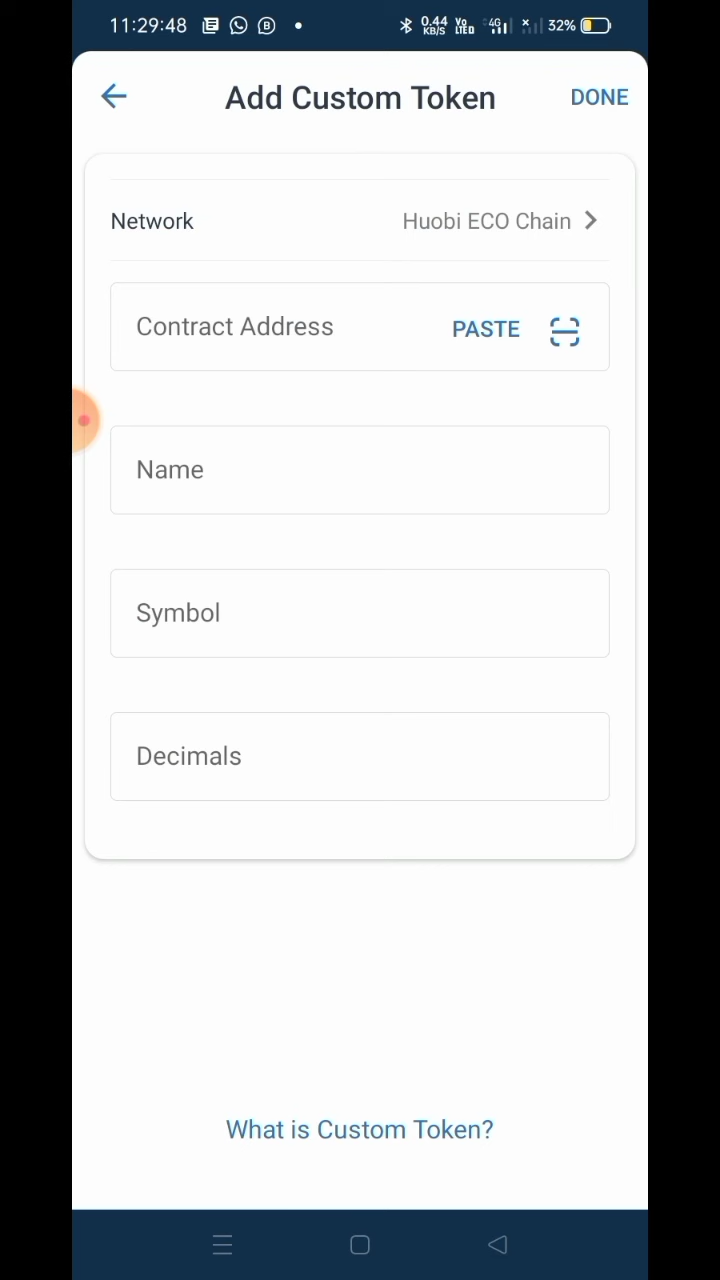 11:29:48 B 0.44 KB/S Vo LTED 4G x 32%
Add Custom Token DONE
Network Huobi ECO Chain
Contract Address PASTE
Name
Symbol
Decimals
What is Custom Token?